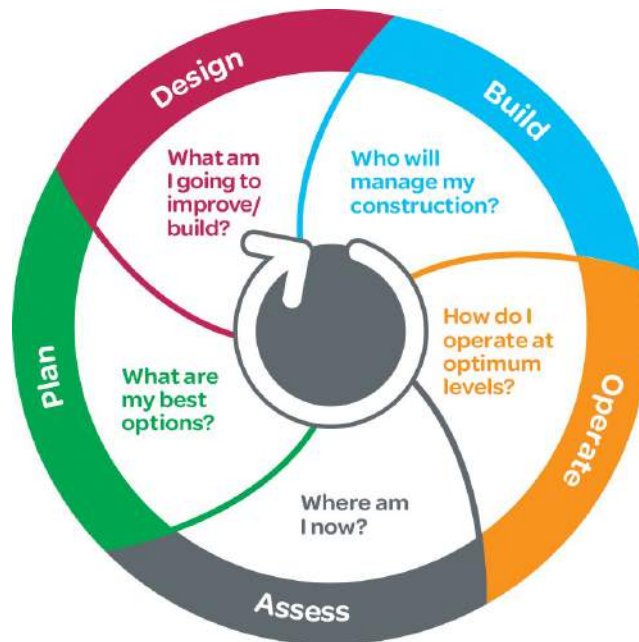 Design
What am
I going to
improve/
build?
Build
Who will
manage my
construction?
Operate
How do I
operate at
optimum
levels?
Assess
Where am
I now?
Plan
What are
my best
options?